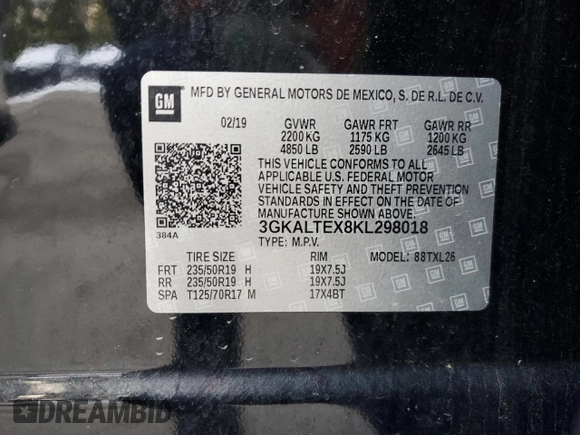 GM
MFD BY GENERAL MOTORS DE MEXICO, S. DE R.L. DE C.V.
02/19 GVWR GAWR FRT GAWR RR
2200 KG 1175 KG 1200 KG
4850 LB 2590 LB 2645 LB
THIS VEHICLE CONFORMS TO ALL
APPLICABLE U.S. FEDERAL MOTOR
VEHICLE SAFETY AND THEFT PREVENTION
STANDARDS IN EFFECT ON THE DATE OF
MANUFACTURE SHOWN ABOVE.
384A
3GKALTEX8KL298018
TYPE: M.P.V. MODEL: 88TXL26
TIRE SIZE RIM
FRT 235/50R19 H 19X7.5J
RR 235/50R19 H 19X7.5J
SPA T125/70R17 M 17X4BT
DREAMBID